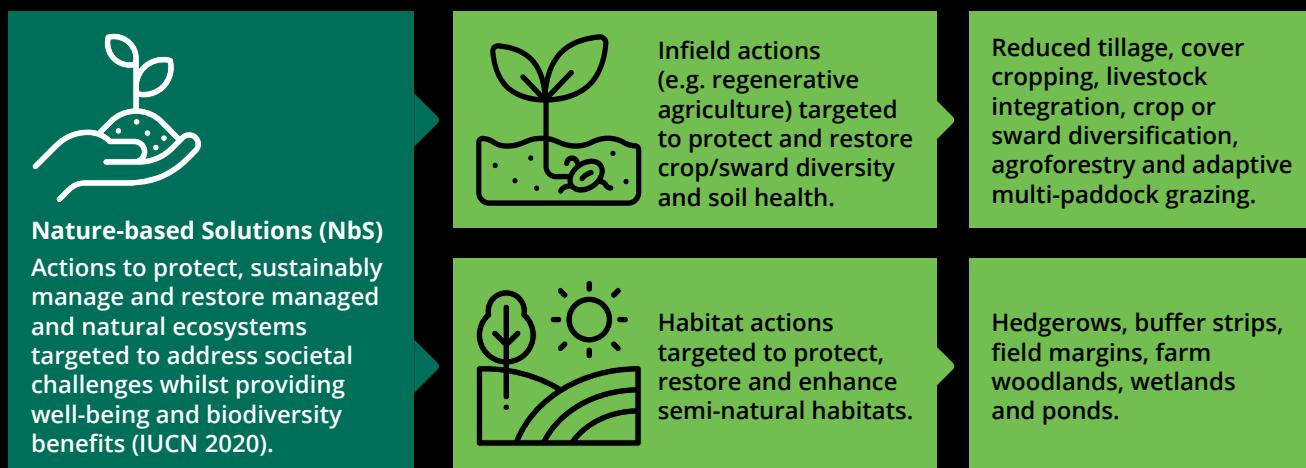 Nature-based Solutions (NbS)
Actions to protect, sustainably
manage and restore managed
and natural ecosystems
targeted to address societal
challenges whilst providing
well-being and biodiversity
benefits (IUCN 2020).
Infield actions
(e.g. regenerative
agriculture) targeted
to protect and restore
crop/sward diversity
and soil health.
Reduced tillage, cover
cropping, livestock
integration, crop or
sward diversification,
agroforestry and adaptive
multi-paddock grazing.
Habitat actions
targeted to protect,
restore and enhance
semi-natural habitats.
Hedgerows, buffer strips,
field margins, farm
woodlands, wetlands
and ponds.